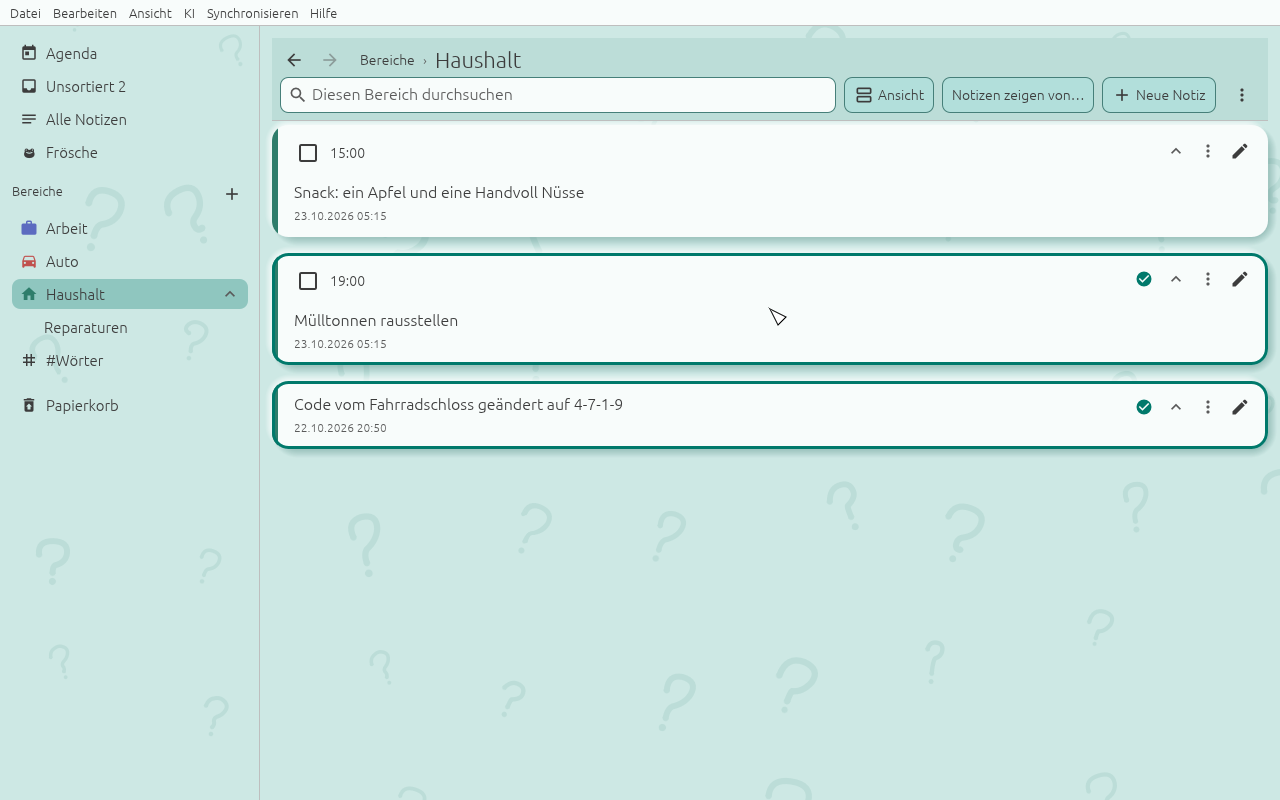 Datei Bearbeiten Ansicht KI Synchronisieren Hilfe
Agenda
Unsortiert 2
Alle Notizen
Frösche
Bereiche
Arbeit
Auto
Haushalt
Reparaturen
#Wörter
Papierkorb
Bereiche › Haushalt
Diesen Bereich durchsuchen
Ansicht
Notizen zeigen von…
Neue Notiz
15:00
Snack: ein Apfel und eine Handvoll Nüsse
23.10.2026 05:15
19:00
Mülltonnen rausstellen
23.10.2026 05:15
Code vom Fahrradschloss geändert auf 4-7-1-9
22.10.2026 20:50